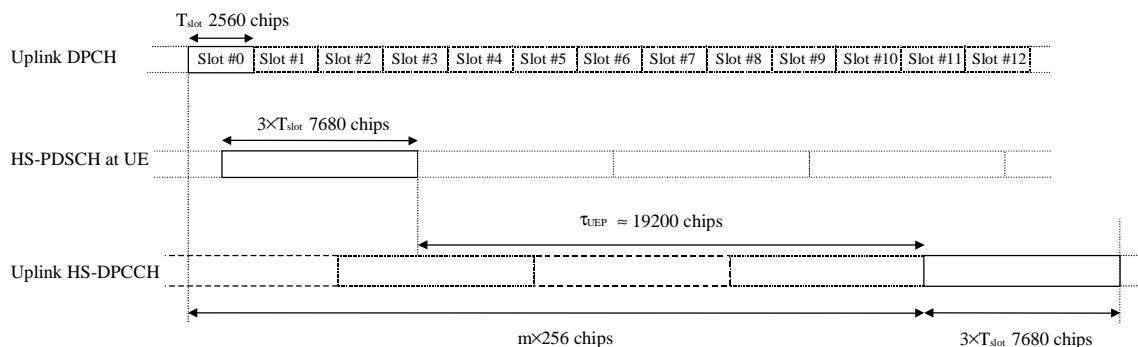 Tslot 2560 chips
Uplink DPCH
Slot #0 Slot #1 Slot #2 Slot #3 Slot #4 Slot #5 Slot #6 Slot #7 Slot #8 Slot #9 Slot #10 Slot #11 Slot #12
3×Tslot 7680 chips
HS-PDSCH at UE
τUEP ≈ 19200 chips
Uplink HS-DPCCH
m×256 chips
3×Tslot 7680 chips